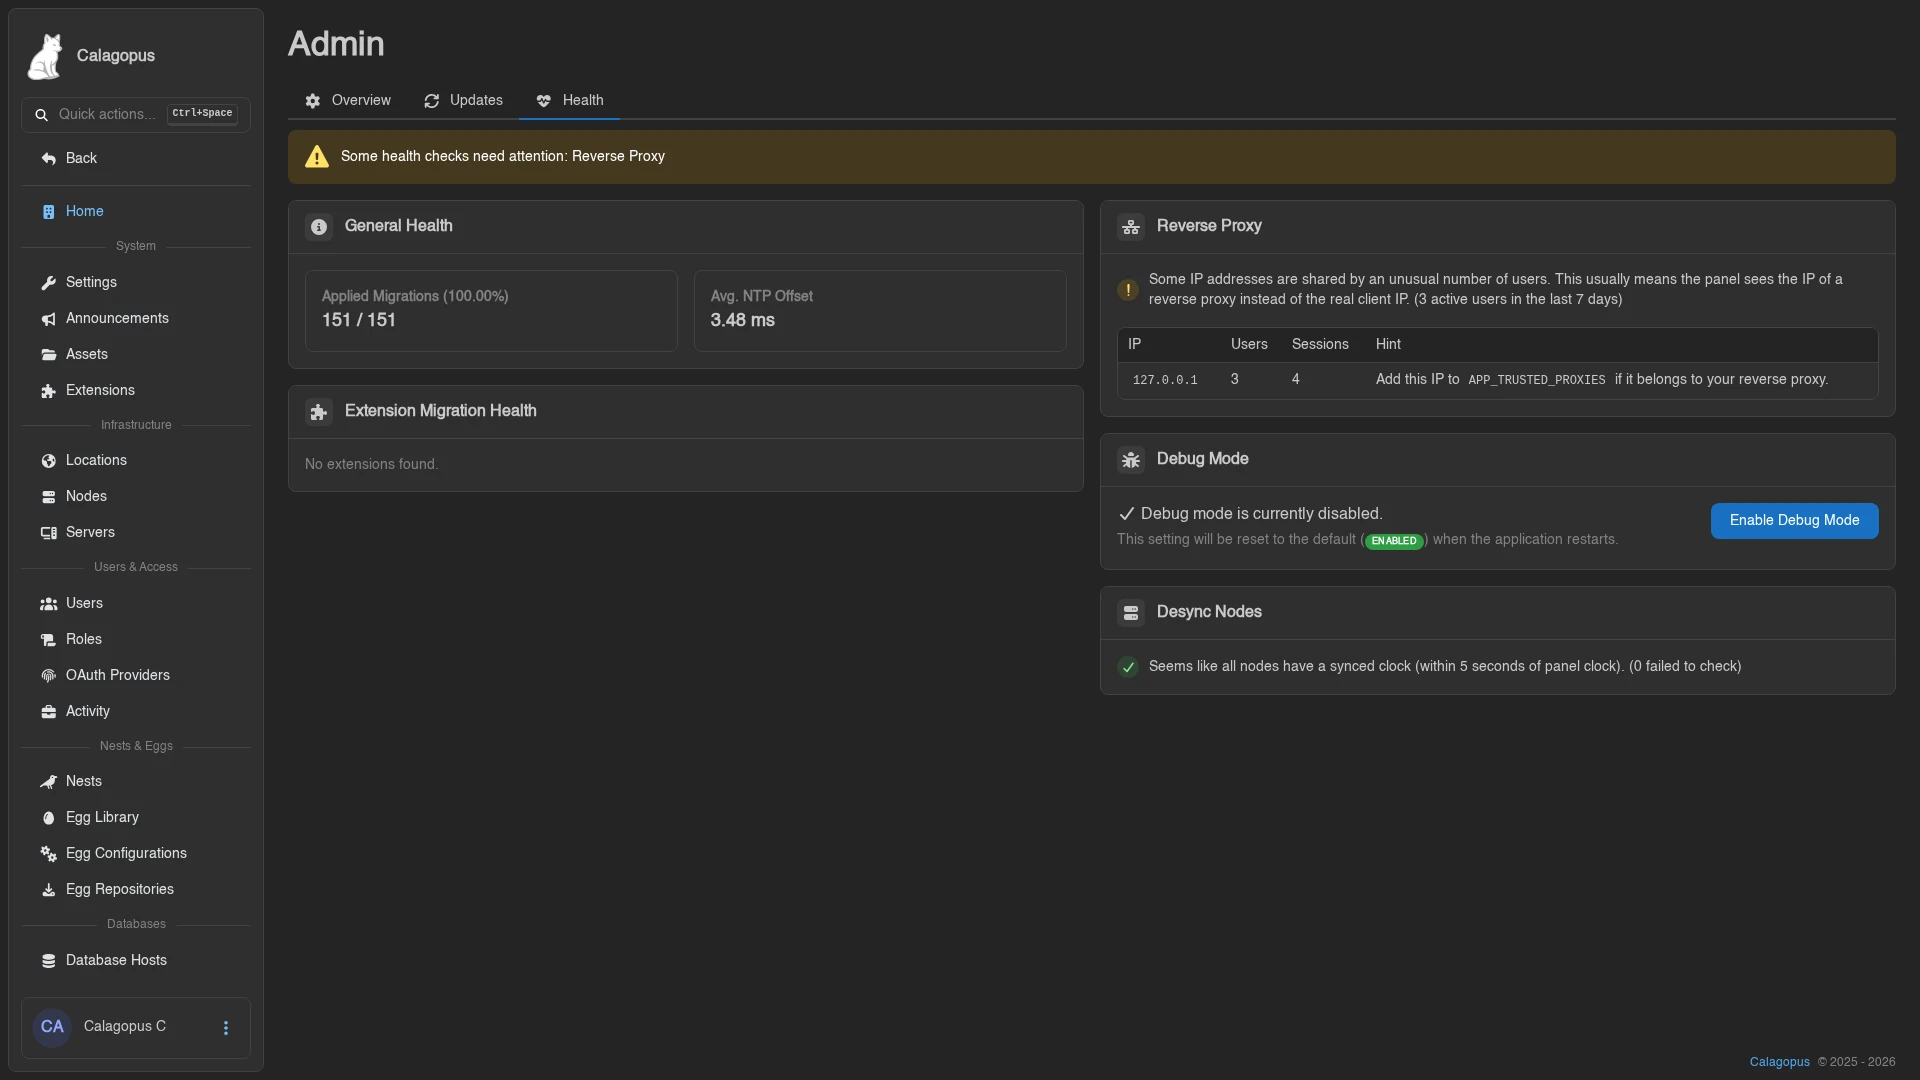 Calagopus
Quick actions... Ctrl+Space
Back
Home
System
Settings
Announcements
Assets
Extensions
Infrastructure
Locations
Nodes
Servers
Users & Access
Users
Roles
OAuth Providers
Activity
Nests & Eggs
Nests
Egg Library
Egg Configurations
Egg Repositories
Databases
Database Hosts
CA Calagopus C
Admin
Overview Updates Health
Some health checks need attention: Reverse Proxy
General Health
Applied Migrations (100.00%)
151 / 151
Avg. NTP Offset
3.48 ms
Extension Migration Health
No extensions found.
Reverse Proxy
Some IP addresses are shared by an unusual number of users. This usually means the panel sees the IP of a
reverse proxy instead of the real client IP. (3 active users in the last 7 days)
IP Users Sessions Hint
127.0.0.1 3 4 Add this IP to APP_TRUSTED_PROXIES if it belongs to your reverse proxy.
Debug Mode
Debug mode is currently disabled.
This setting will be reset to the default (ENABLED) when the application restarts.
Enable Debug Mode
Desync Nodes
Seems like all nodes have a synced clock (within 5 seconds of panel clock). (0 failed to check)
Calagopus © 2025 - 2026